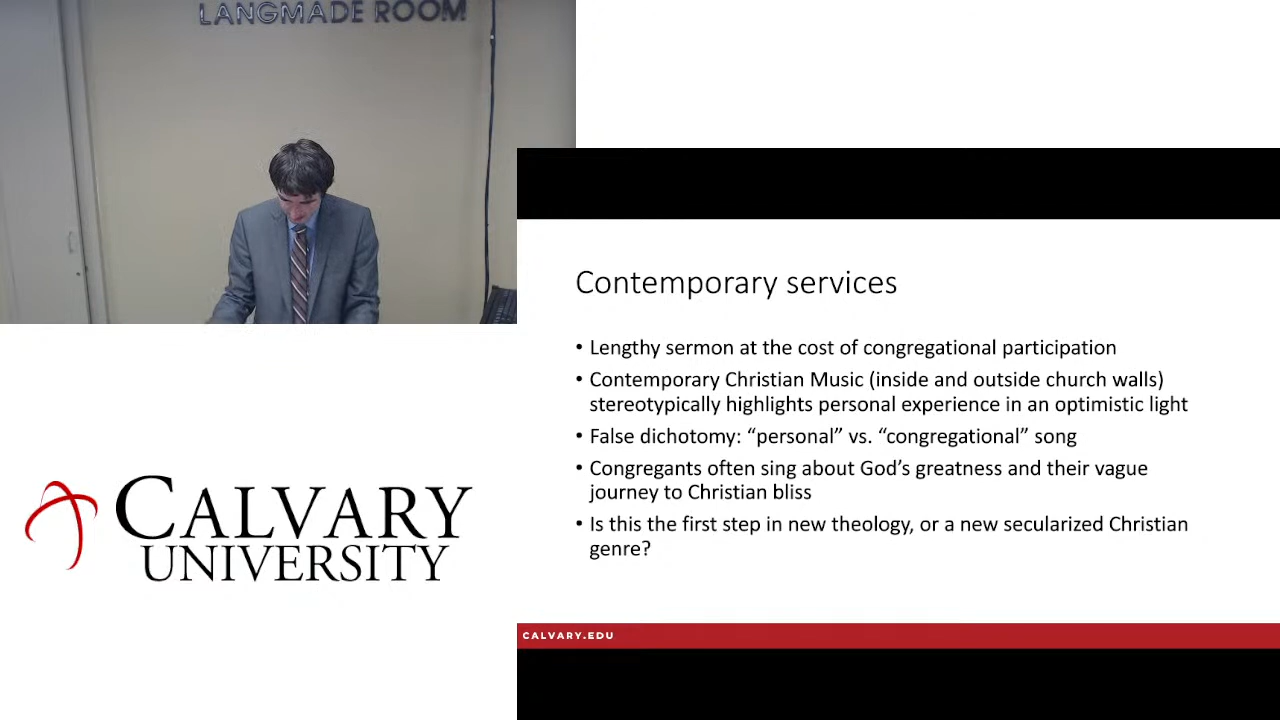 LANGMADE ROOM
Contemporary services
• Lengthy sermon at the cost of congregational participation
• Contemporary Christian Music (inside and outside church walls)
stereotypically highlights personal experience in an optimistic light
• False dichotomy: “personal” vs. “congregational” song
• Congregants often sing about God’s greatness and their vague
journey to Christian bliss
• Is this the first step in new theology, or a new secularized Christian
genre?
CALVARY
UNIVERSITY
CALVARY.EDU